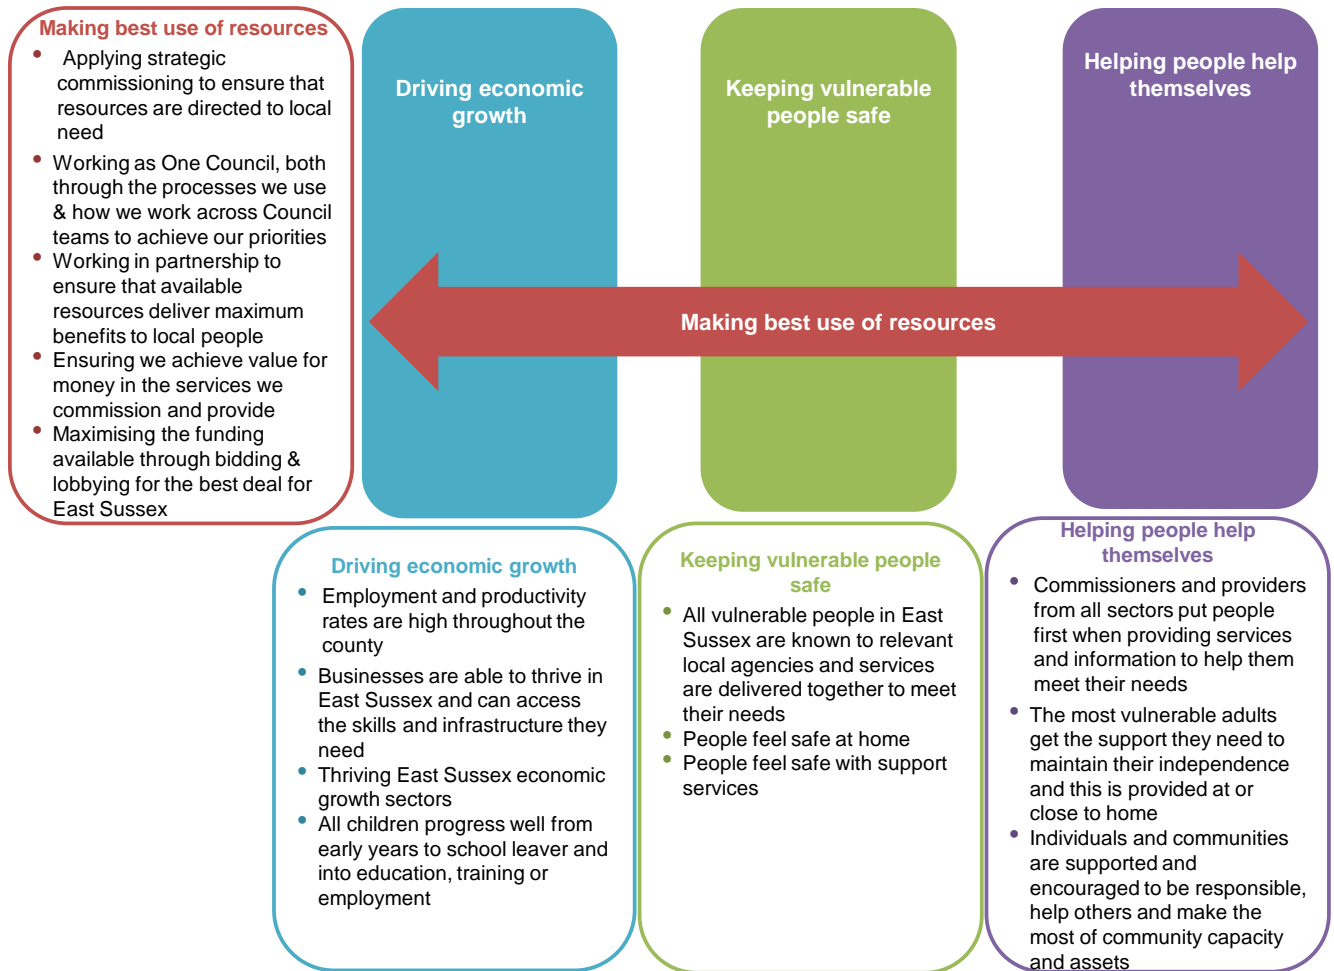 Making best use of resources
• Applying strategic
commissioning to ensure that
resources are directed to local
need
• Working as One Council, both
through the processes we use
& how we work across Council
teams to achieve our priorities
• Working in partnership to
ensure that available
resources deliver maximum
benefits to local people
• Ensuring we achieve value for
money in the services we
commission and provide
• Maximising the funding
available through bidding &
lobbying for the best deal for
East Sussex
Driving economic
growth
Keeping vulnerable
people safe
Helping people help
themselves
Making best use of resources
Driving economic growth
• Employment and productivity
rates are high throughout the
county
• Businesses are able to thrive in
East Sussex and can access
the skills and infrastructure they
need
• Thriving East Sussex economic
growth sectors
• All children progress well from
early years to school leaver and
into education, training or
employment
Keeping vulnerable people
safe
• All vulnerable people in East
Sussex are known to relevant
local agencies and services
are delivered together to meet
their needs
• People feel safe at home
• People feel safe with support
services
Helping people help
themselves
• Commissioners and providers
from all sectors put people
first when providing services
and information to help them
meet their needs
• The most vulnerable adults
get the support they need to
maintain their independence
and this is provided at or
close to home
• Individuals and communities
are supported and
encouraged to be responsible,
help others and make the
most of community capacity
and assets